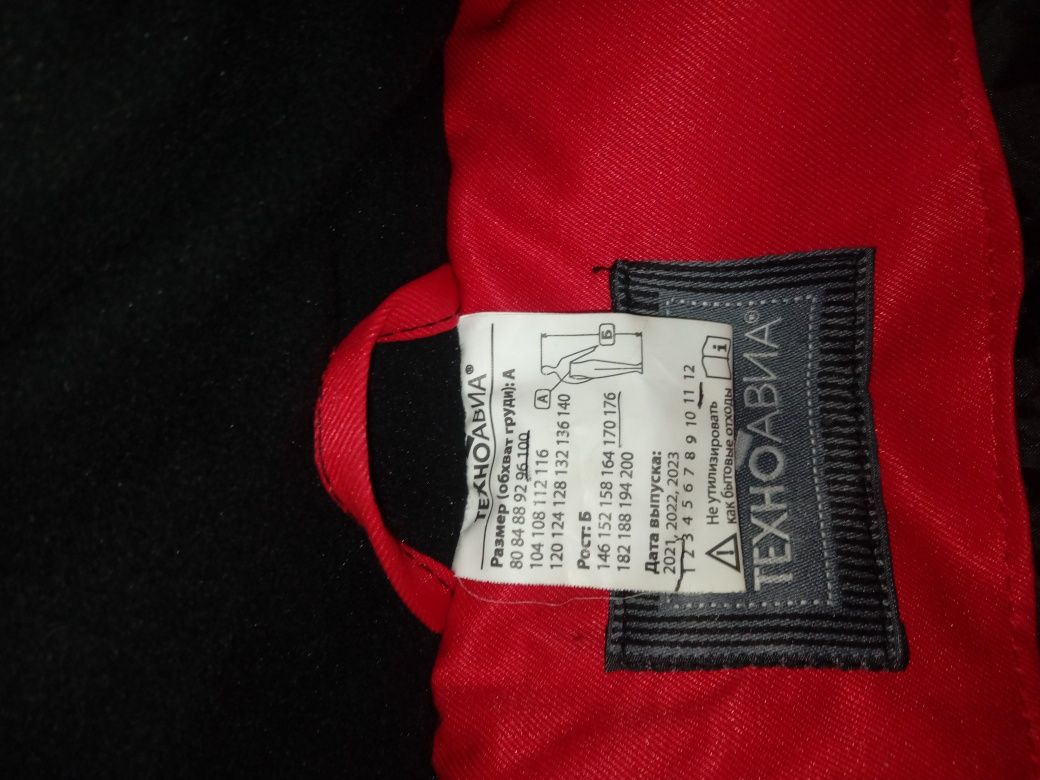 ТЕХНОАВИА®
Размер (обхват груди): А
80 84 88 92 96 100
104 108 112 116
120 124 128 132 136 140
А
Б
Рост: Б
146 152 158 164 170 176
182 188 194 200
Дата выпуска:
2021, 2022, 2023
1 2 3 4 5 6 7 8 9 10 11 12
Не утилизировать
как бытовые отходы
i
ТЕХНОАВИА®